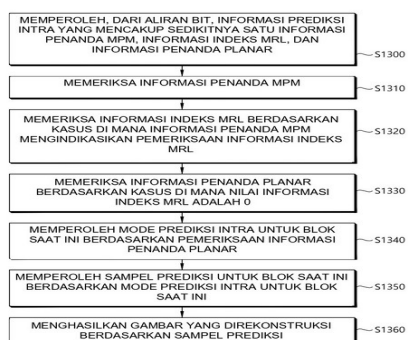 MEMPEROLEH, DARI ALIRAN BIT, INFORMASI PREDIKSI
INTRA YANG MENCAKUP SEDIKITNYA SATU INFORMASI
PENANDA MPM, INFORMASI INDEKS MRL, DAN
INFORMASI PENANDA PLANAR
S1300
MEMERIKSA INFORMASI PENANDA MPM
S1310
MEMERIKSA INFORMASI INDEKS MRL BERDASARKAN
KASUS DI MANA INFORMASI PENANDA MPM
MENGINDIKASIKAN PEMERIKSAAN INFORMASI INDEKS
MRL
S1320
MEMERIKSA INFORMASI PENANDA PLANAR
BERDASARKAN KASUS DI MANA NILAI INFORMASI
INDEKS MRL ADALAH 0
S1330
MEMPEROLEH MODE PREDIKSI INTRA UNTUK BLOK
SAAT INI BERDASARKAN PEMERIKSAAN INFORMASI
PENANDA PLANAR
S1340
MEMPEROLEH SAMPEL PREDIKSI UNTUK BLOK SAAT INI
BERDASARKAN MODE PREDIKSI INTRA UNTUK BLOK
SAAT INI
S1350
MENGHASILKAN GAMBAR YANG DIREKONSTRUKSI
BERDASARKAN SAMPEL PREDIKSI
S1360